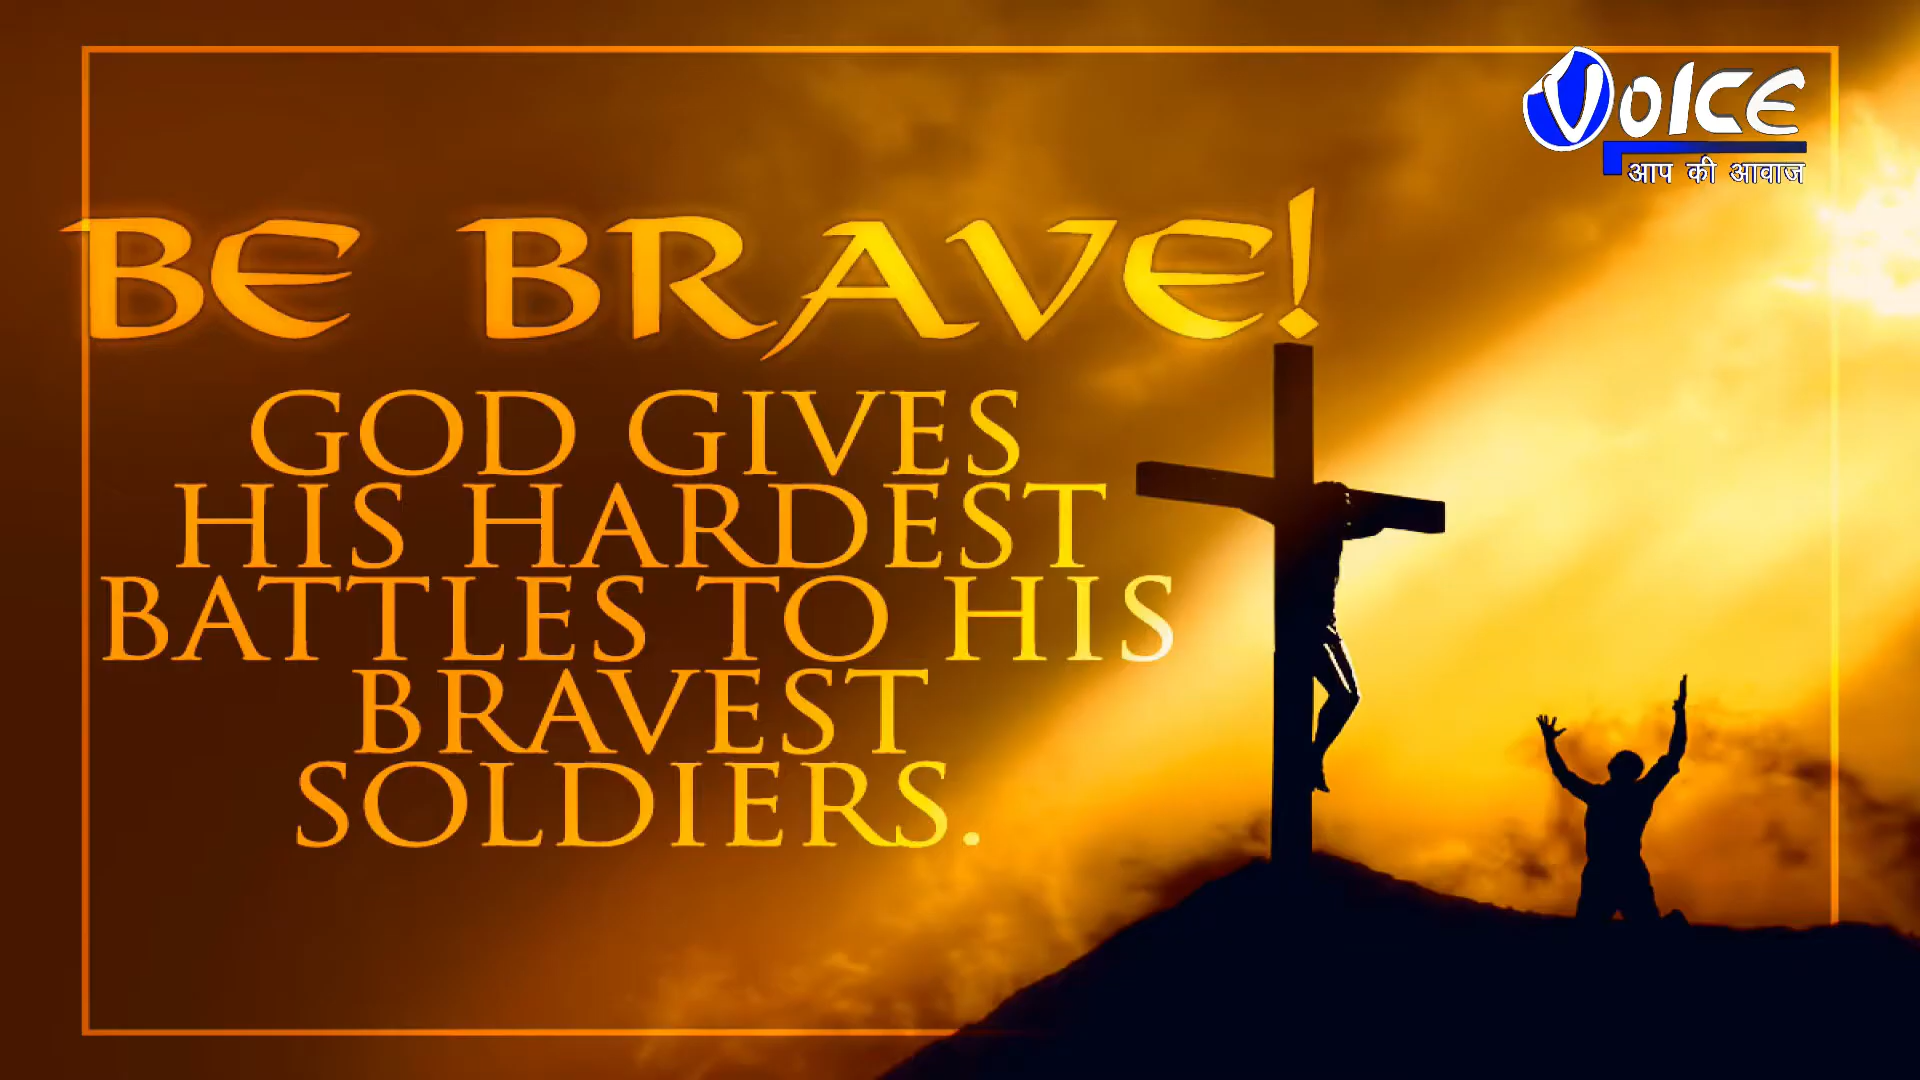 VOICE
आप की आवाज
BE BRAVE!
GOD GIVES
HIS HARDEST
BATTLES TO HIS
BRAVEST
SOLDIERS.